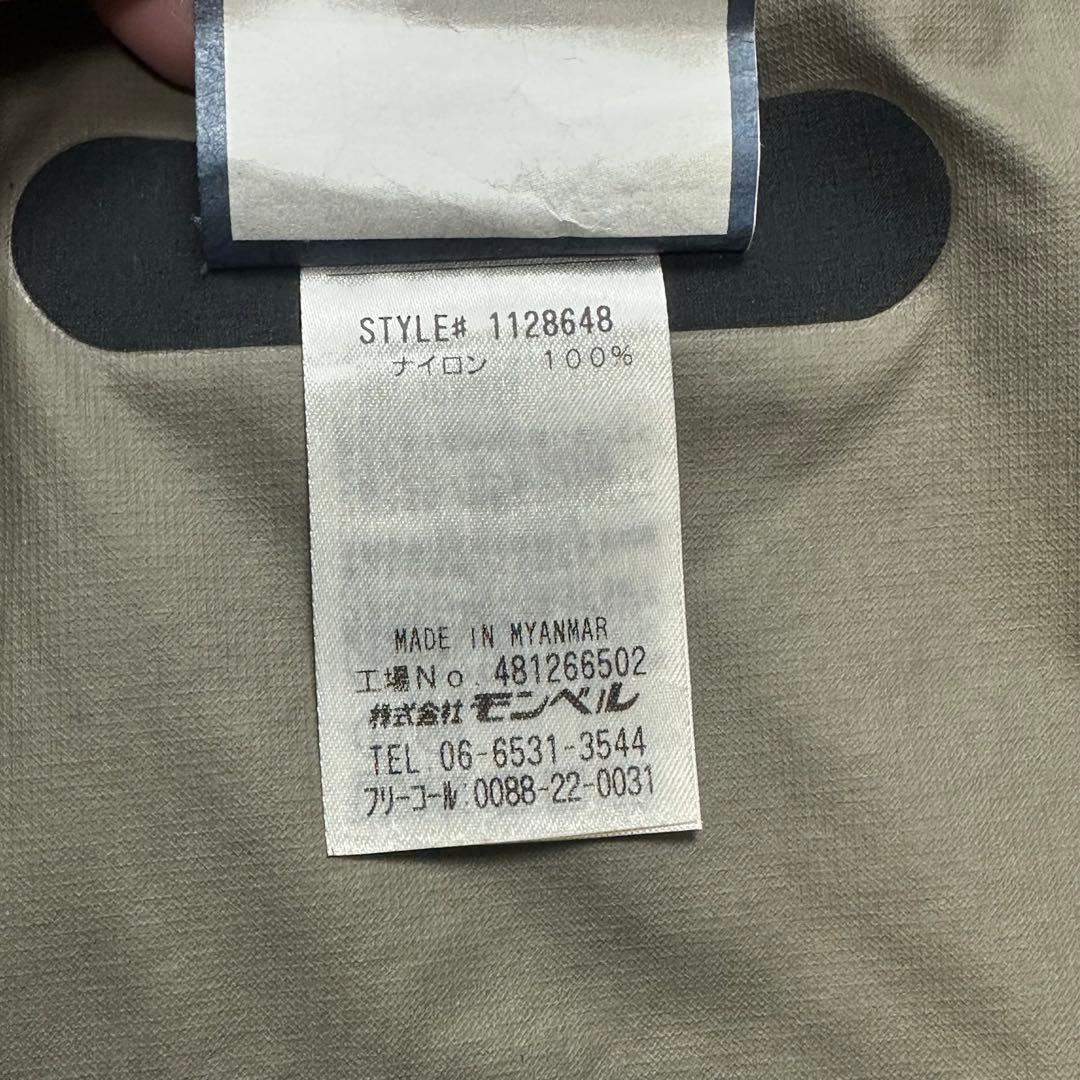 STYLE# 1128648
ナイロン 100%
MADE IN MYANMAR
工場No. 481266502
株式会社 モンベル
TEL 06-6531-3544
フリーコール:0088-22-0031